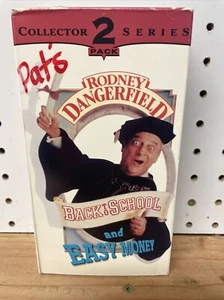 COLLECTOR 2 SERIES
PACK
Pat's
RODNEY
DANGERFIELD
BACK TO SCHOOL
and
EASY MONEY